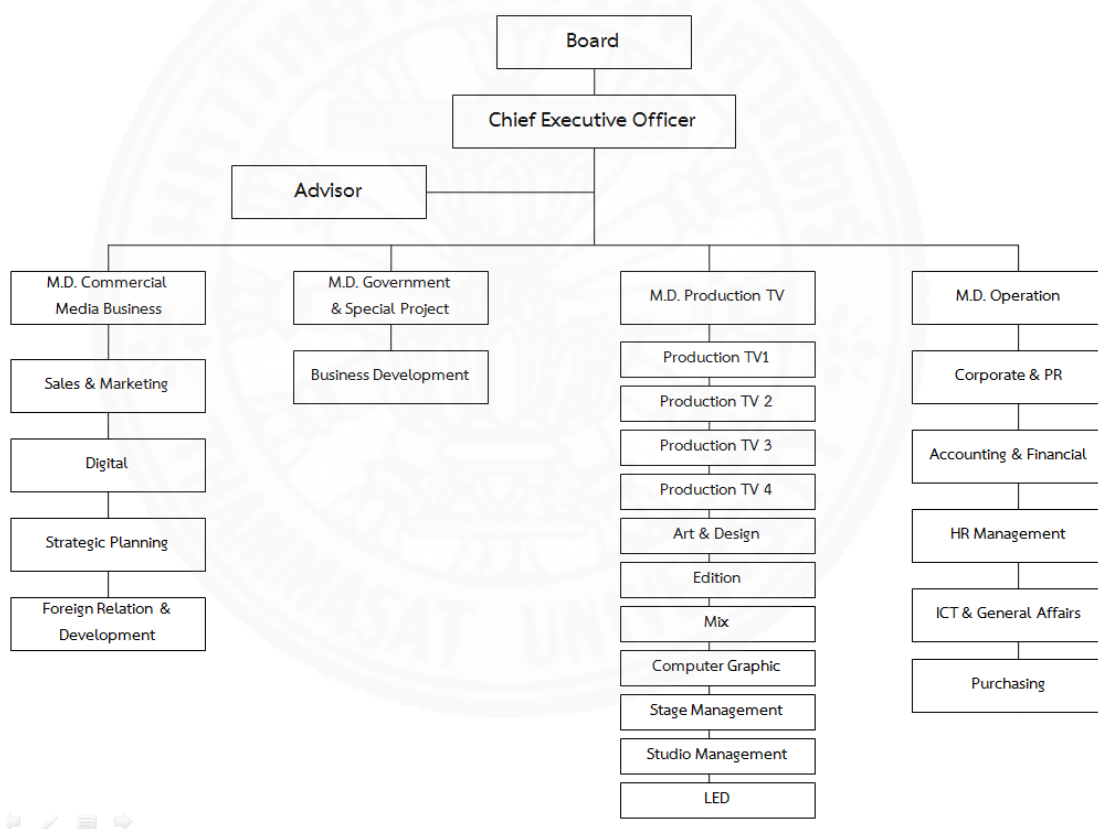 Board
Chief Executive Officer
Advisor
M.D. Commercial
Media Business
Sales & Marketing
Digital
Strategic Planning
Foreign Relation &
Development
M.D. Government
& Special Project
Business Development
M.D. Production TV
Production TV1
Production TV 2
Production TV 3
Production TV 4
Art & Design
Edition
Mix
Computer Graphic
Stage Management
Studio Management
LED
M.D. Operation
Corporate & PR
Accounting & Financial
HR Management
ICT & General Affairs
Purchasing